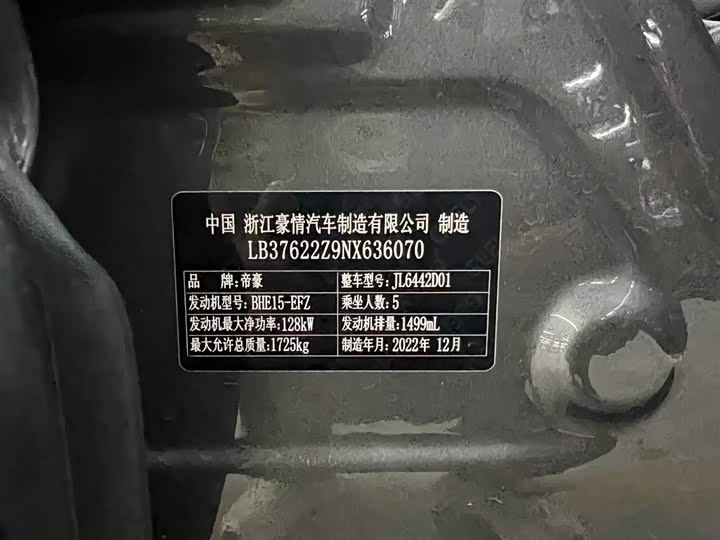 中国 浙江豪情汽车制造有限公司 制造
LB37622Z9NX636070
品 牌:帝豪 整车型号:JL6442D01
发动机型号:BHE15-EFZ 乘坐人数:5
发动机最大净功率:128kW 发动机排量:1499mL
最大允许总质量:1725kg 制造年月:2022年 12月